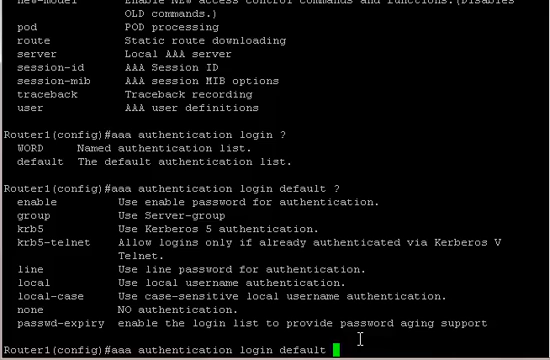 new-model Enable NEW access control commands and functions.(Disables
OLD commands.)
pod POD processing
route Static route downloading
server Local AAA server
session-id AAA Session ID
session-mib AAA session MIB options
traceback Traceback recording
user AAA user definitions
Router1(config)#aaa authentication login ?
WORD Named authentication list.
default The default authentication list.
Router1(config)#aaa authentication login default ?
enable Use enable password for authentication.
group Use Server-group
krb5 Use Kerberos 5 authentication.
krb5-telnet Allow logins only if already authenticated via Kerberos V
Telnet.
line Use line password for authentication.
local Use local username authentication.
local-case Use case-sensitive local username authentication.
none NO authentication.
passwd-expiry enable the login list to provide password aging support
Router1(config)#aaa authentication login default